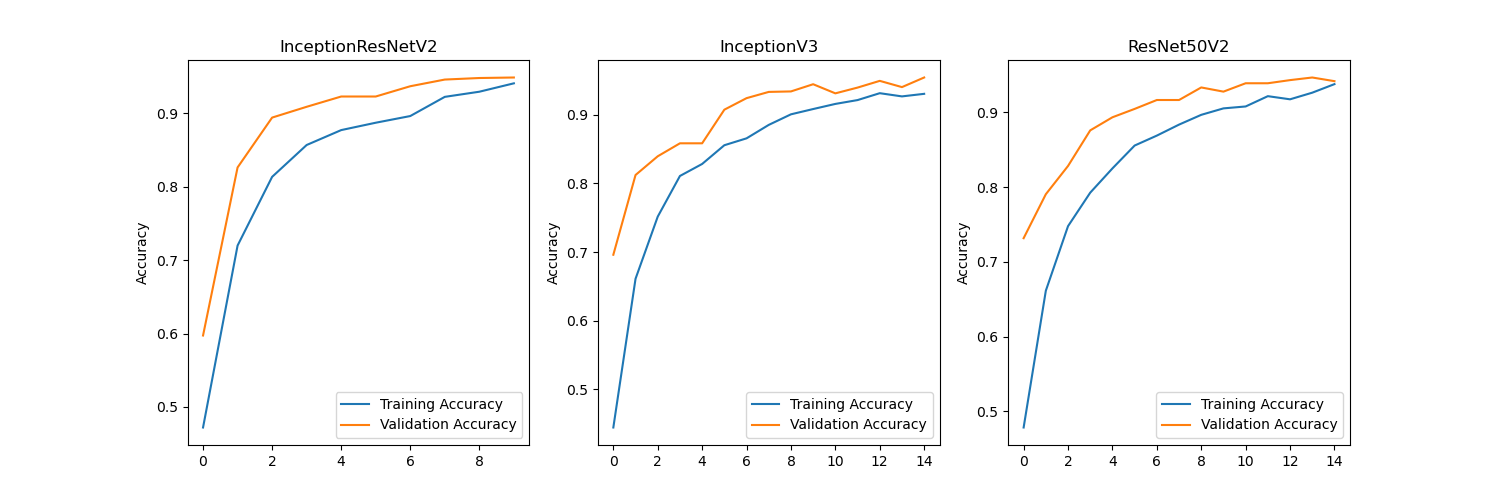 InceptionResNetV2
Accuracy
0.9
0.8
0.7
0.6
0.5
0 2 4 6 8
Training Accuracy
Validation Accuracy
InceptionV3
Accuracy
0.9
0.8
0.7
0.6
0.5
0 2 4 6 8 10 12 14
Training Accuracy
Validation Accuracy
ResNet50V2
Accuracy
0.9
0.8
0.7
0.6
0.5
0 2 4 6 8 10 12 14
Training Accuracy
Validation Accuracy